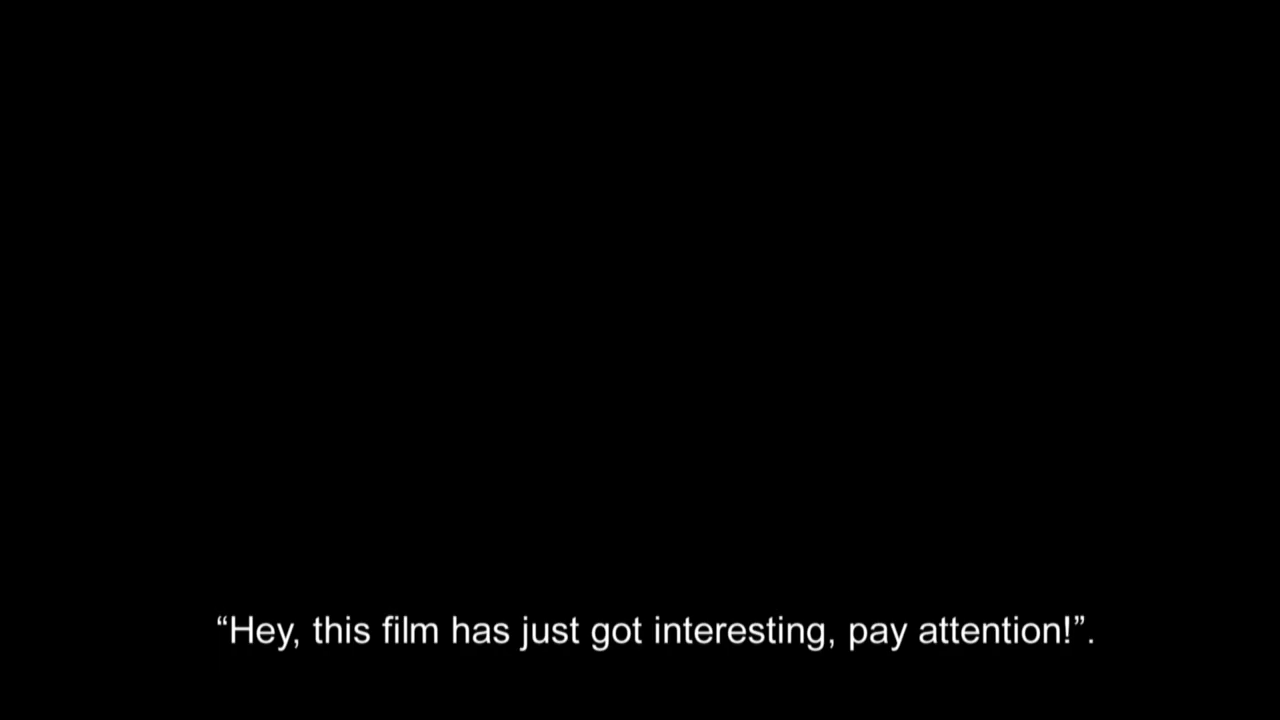 “Hey, this film has just got interesting, pay attention!”.